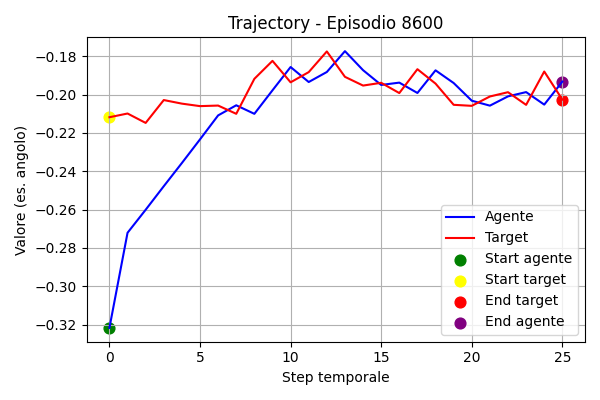 Trajectory - Episodio 8600
Valore (es. angolo)
−0.18
−0.20
−0.22
−0.24
−0.26
−0.28
−0.30
−0.32
Agente
Target
Start agente
Start target
End target
End agente
0 5 10 15 20 25
Step temporale